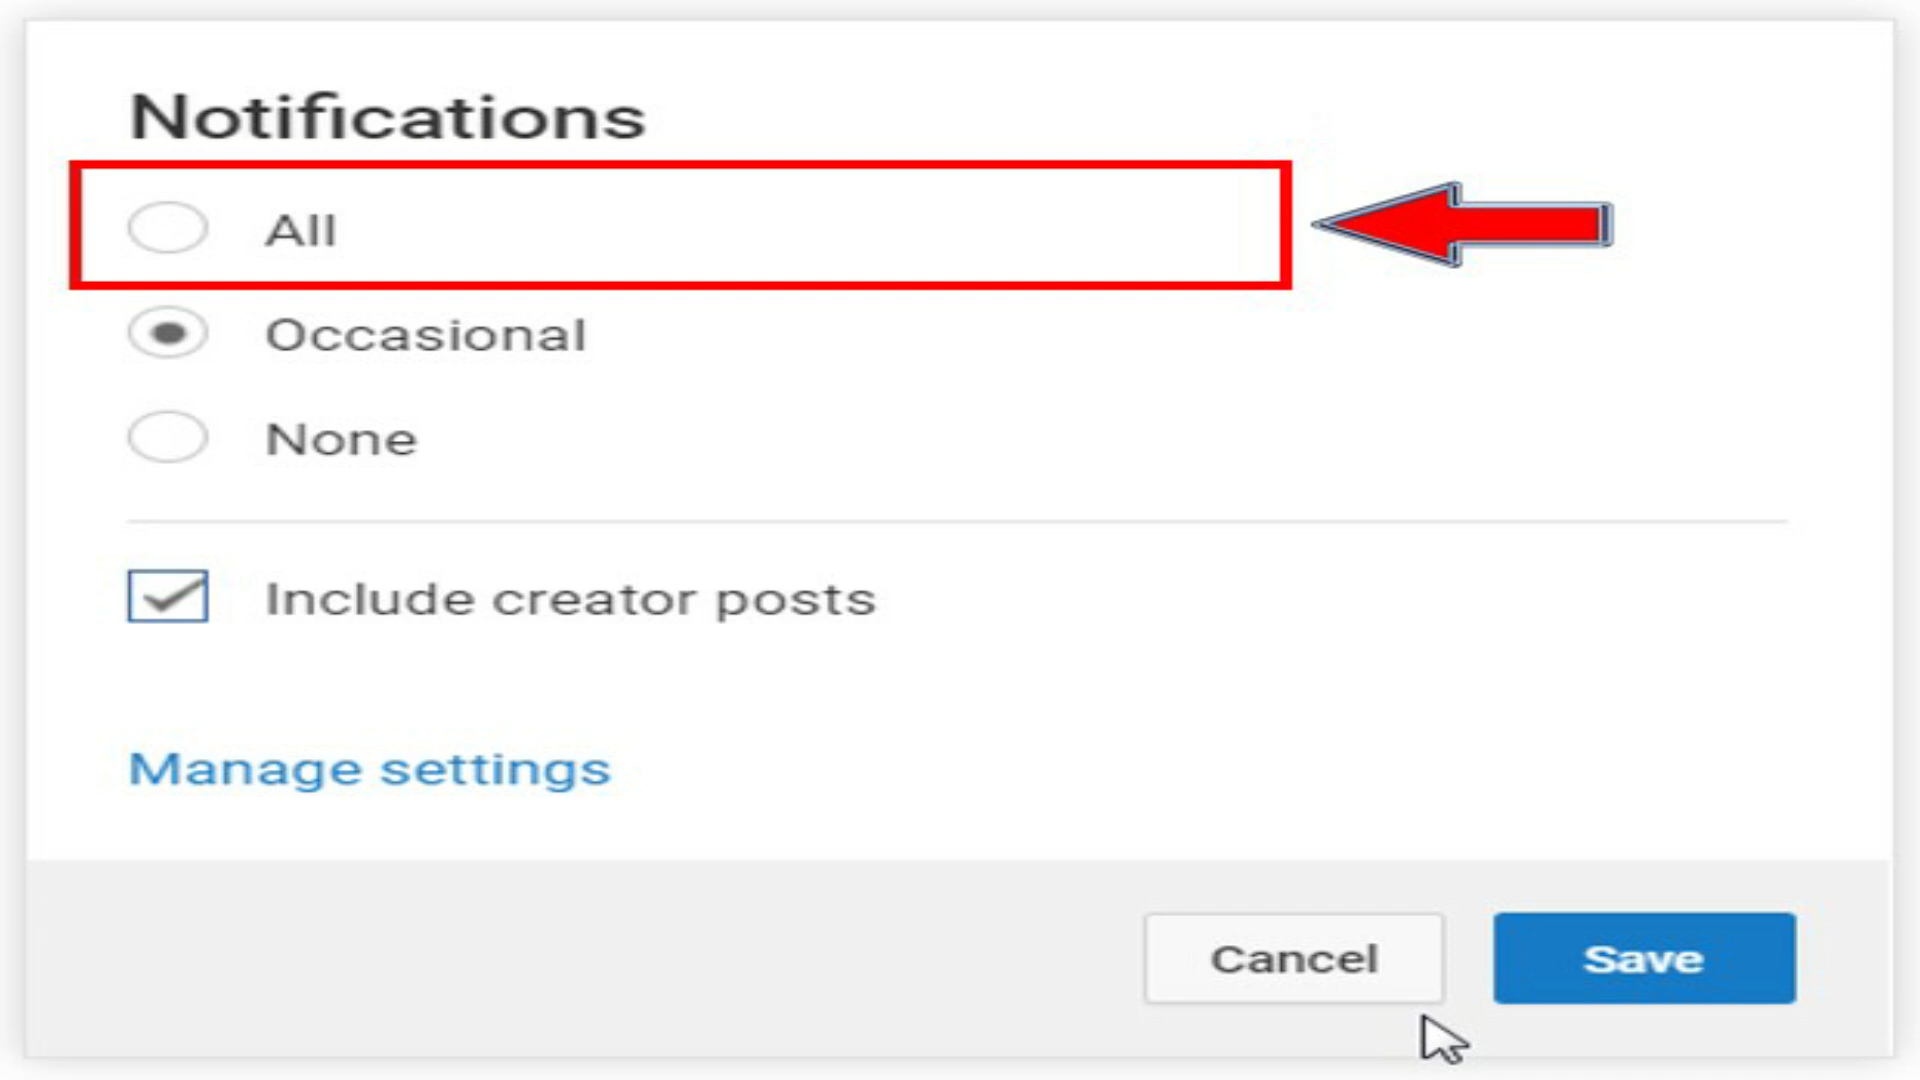 Notifications
All
Occasional
None
Include creator posts
Manage settings
Cancel
Save